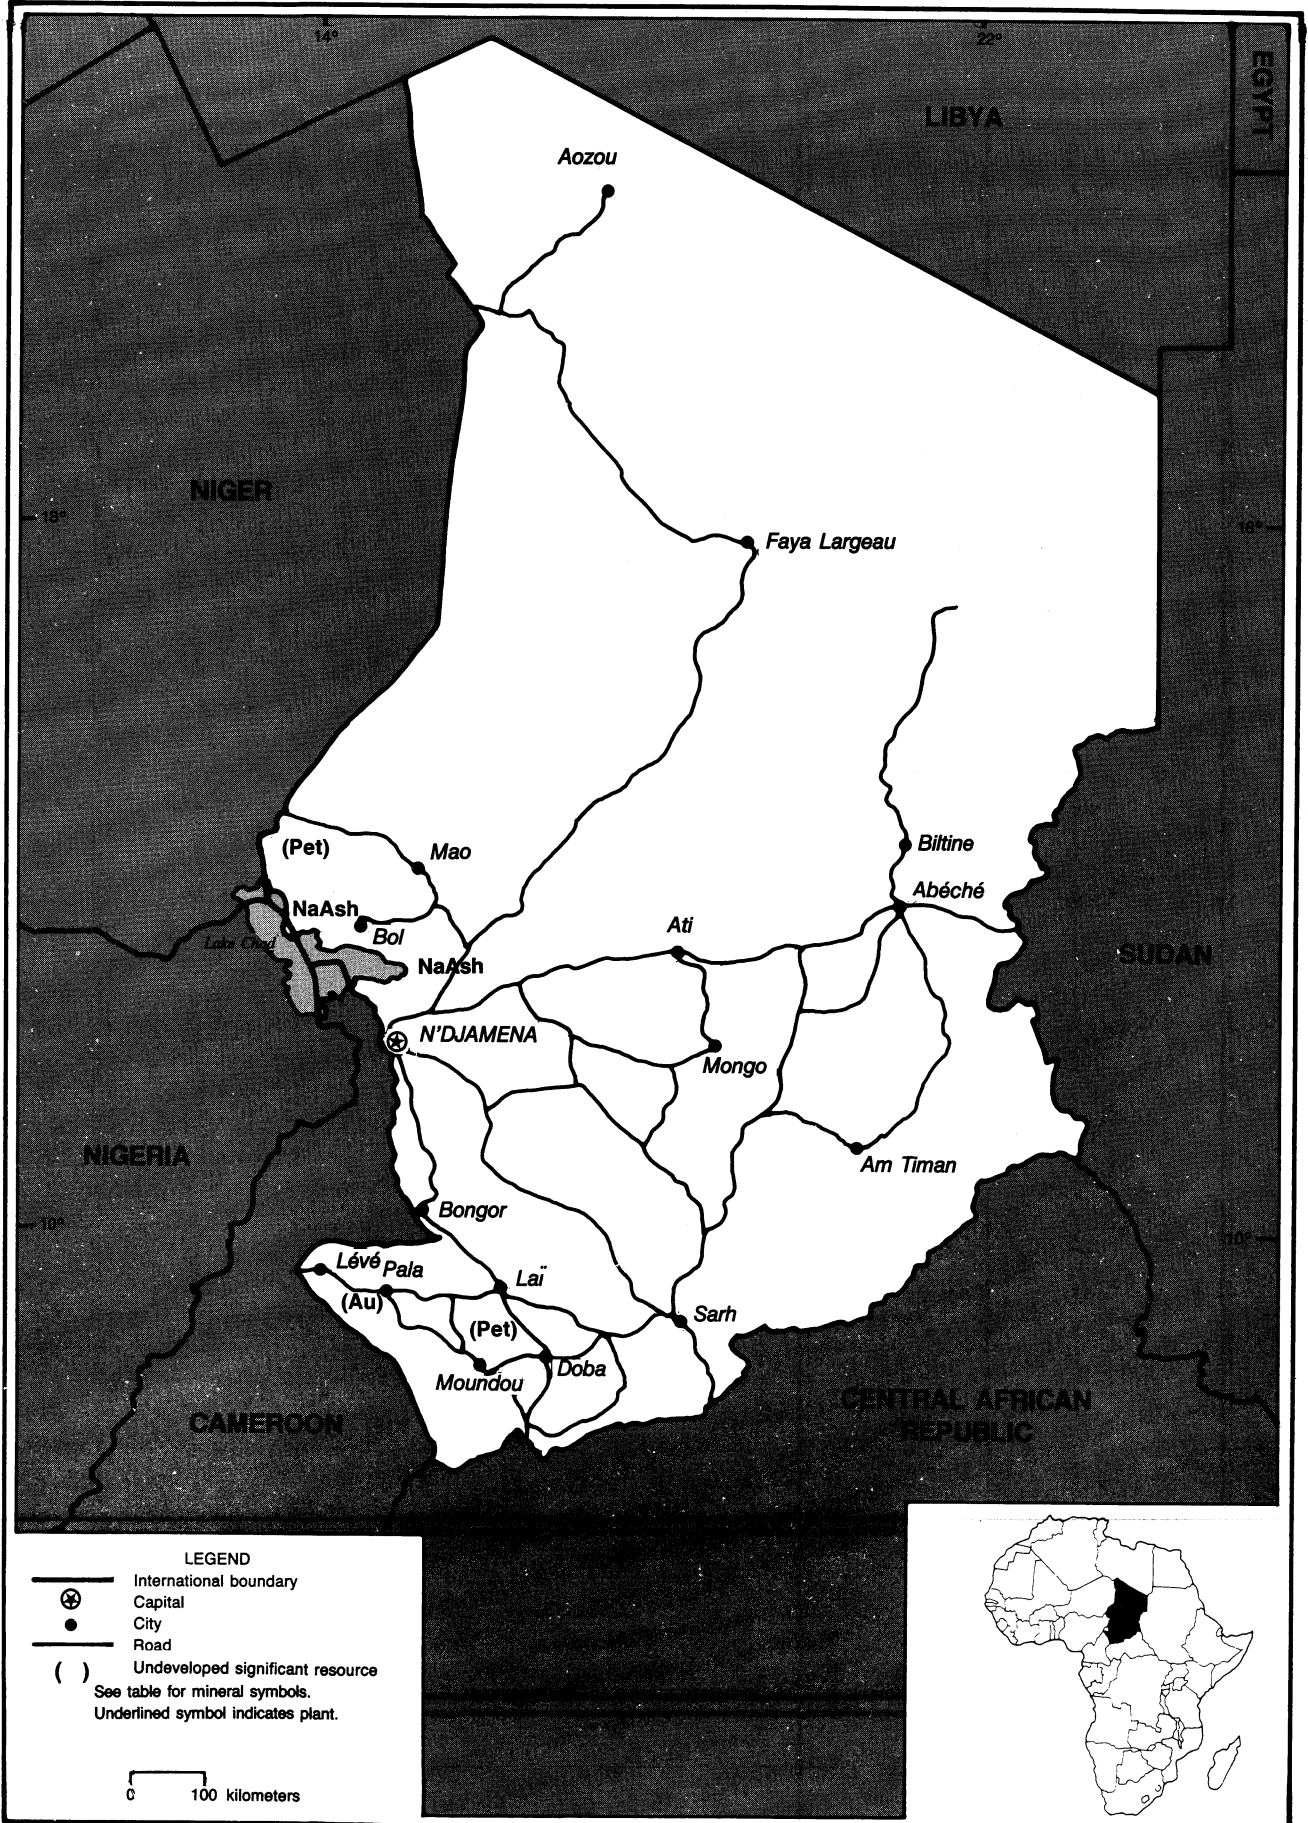 14°
22°
EGYPT
LIBYA
Aozou
NIGER
18°
18°
Faya Largeau
Biltine
(Pet)
Mao
Abéché
NaAsh
Bol
Ati
Lake Chad
NaAsh
SUDAN
N'DJAMENA
Mongo
NIGERIA
Am Timan
Bongor
10°
10°
Lévé
Pala
Laï
(Au)
Sarh
(Pet)
Doba
Moundou
CAMEROON
CENTRAL AFRICAN
REPUBLIC
LEGEND
International boundary
Capital
City
Road
( ) Undeveloped significant resource
See table for mineral symbols.
Underlined symbol indicates plant.
0 100 kilometers